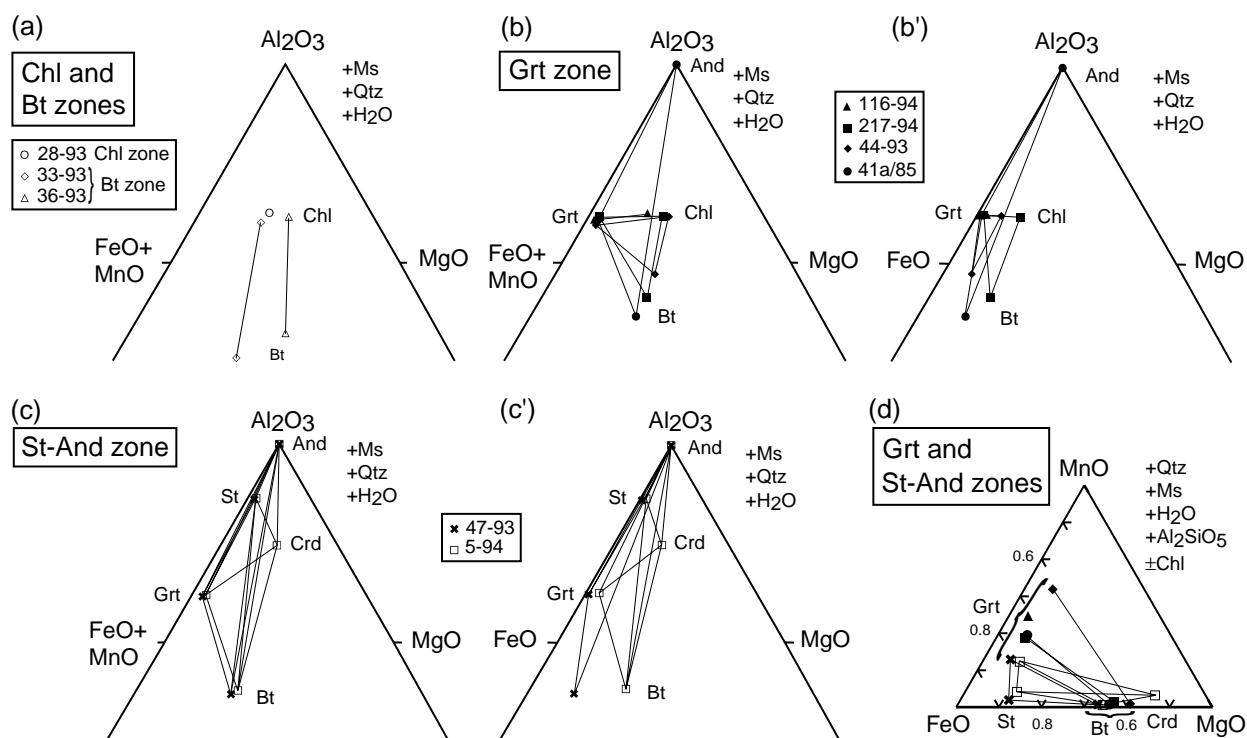 (a)
Chl and
Bt zones
Al2O3
+Ms
+Qtz
+H2O
28-93 Chl zone
33-93
36-93
Bt zone
Chl
FeO+
MnO
MgO
Bt
(b)
Grt zone
Al2O3
And
+Ms
+Qtz
+H2O
Grt
Chl
FeO+
MnO
MgO
Bt
(b')
Al2O3
And
+Ms
+Qtz
+H2O
116-94
217-94
44-93
41a/85
Grt
Chl
FeO
MgO
Bt
(c)
St-And zone
Al2O3
And
+Ms
+Qtz
+H2O
St
Crd
Grt
FeO+
MnO
MgO
Bt
(c')
Al2O3
And
+Ms
+Qtz
+H2O
47-93
5-94
St
Crd
Grt
FeO
MgO
Bt
(d)
Grt and
St-And zones
MnO
+Qtz
+Ms
+H2O
+Al2SiO5
±Chl
0.6
Grt
0.8
FeO
St
0.8
Bt
0.6
Crd
MgO